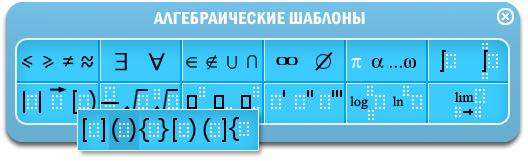 АЛГЕБРАИЧЕСКИЕ ШАБЛОНЫ
⩽ ⩾ ≠ ≈ ∃ ∀ ∈ ∉ ∪ ∩ ∞ ∅ π α ...ω ∫ ∫
| | → [ ) — √ √ □ □ ' '' ''' log ln lim →
[ ] ( ) { } [ ) ( ] {